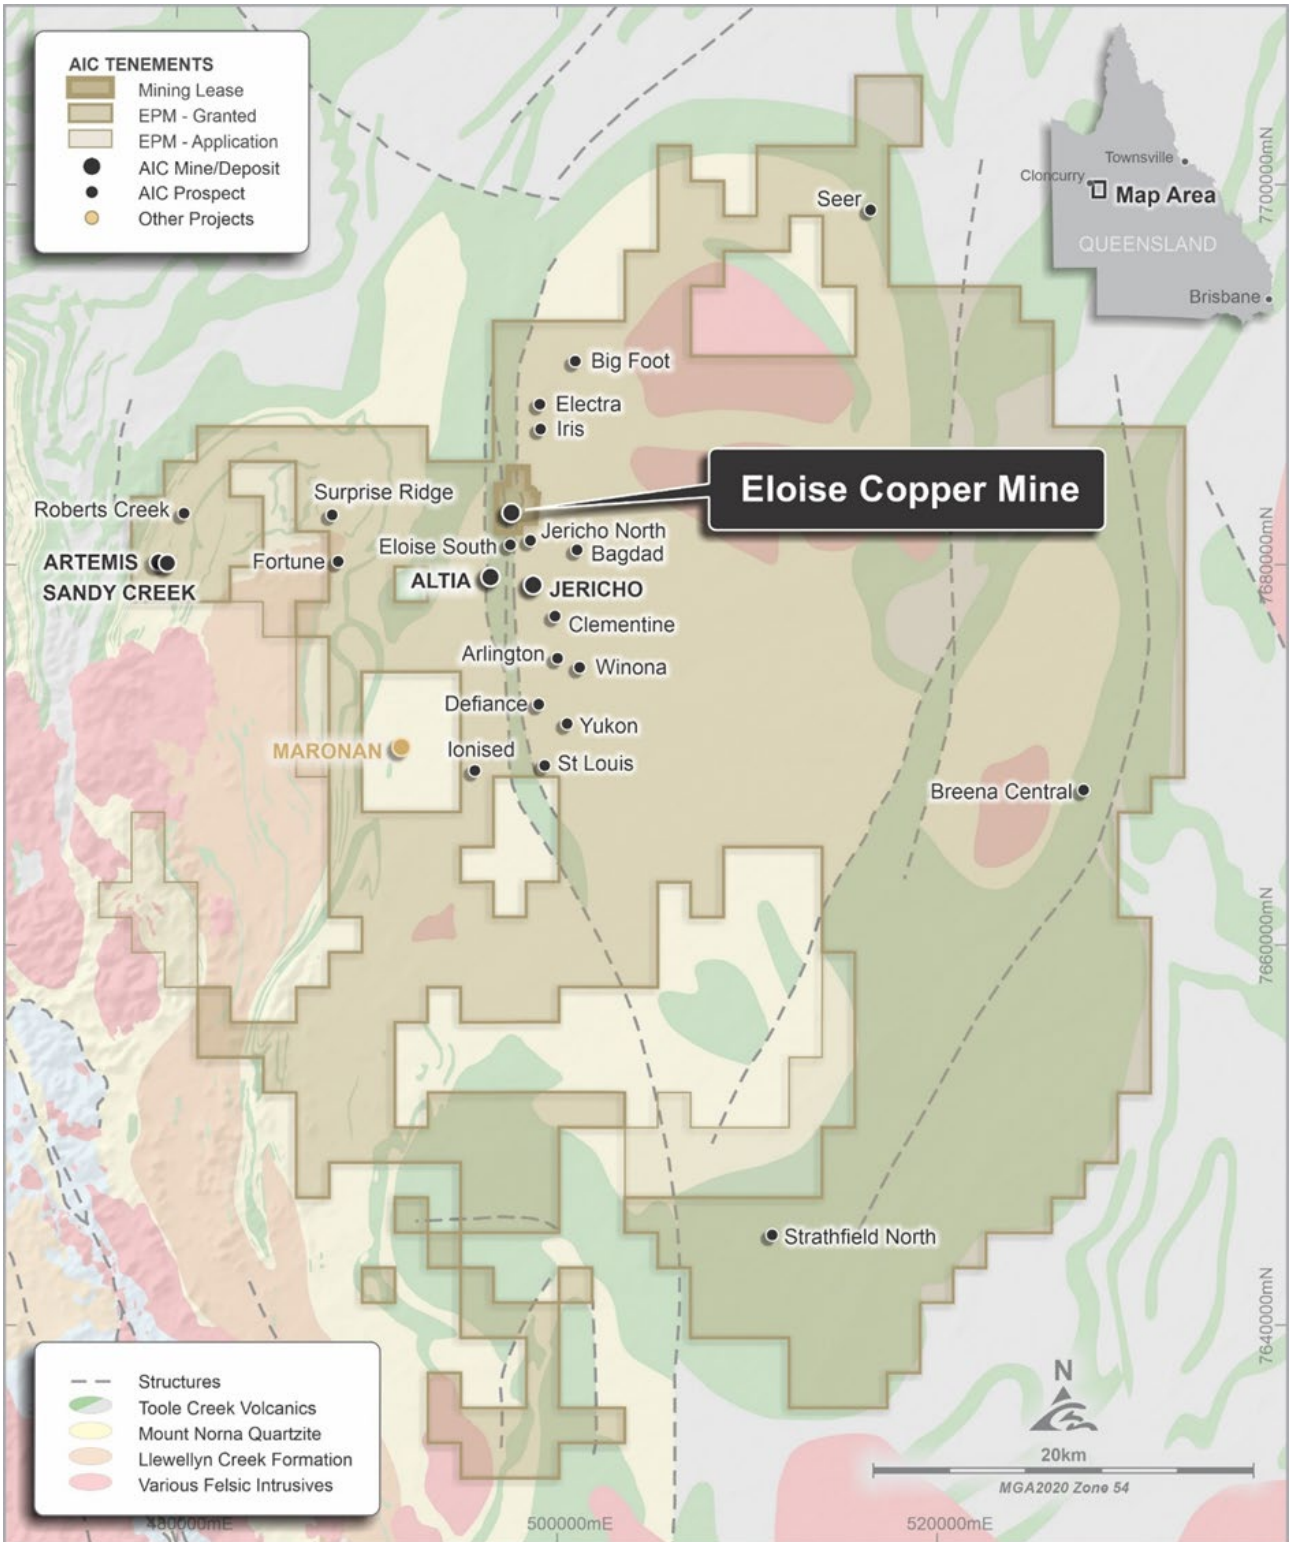 AIC TENEMENTS
Mining Lease
EPM - Granted
EPM - Application
AIC Mine/Deposit
AIC Prospect
Other Projects
Townsville
Cloncurry
Map Area
QUEENSLAND
Brisbane
7700000mN
Seer
Big Foot
Electra
Iris
Eloise Copper Mine
Surprise Ridge
Roberts Creek
Jericho North
Eloise South
Bagdad
Fortune
ARTEMIS
SANDY CREEK
ALTIA
JERICHO
7680000mN
Clementine
Arlington
Winona
Defiance
Yukon
MARONAN
Ionised
St Louis
Breena Central
7660000mN
Strathfield North
7640000mN
Structures
Toole Creek Volcanics
Mount Norna Quartzite
Llewellyn Creek Formation
Various Felsic Intrusives
N
20km
MGA2020 Zone 54
480000mE
500000mE
520000mE